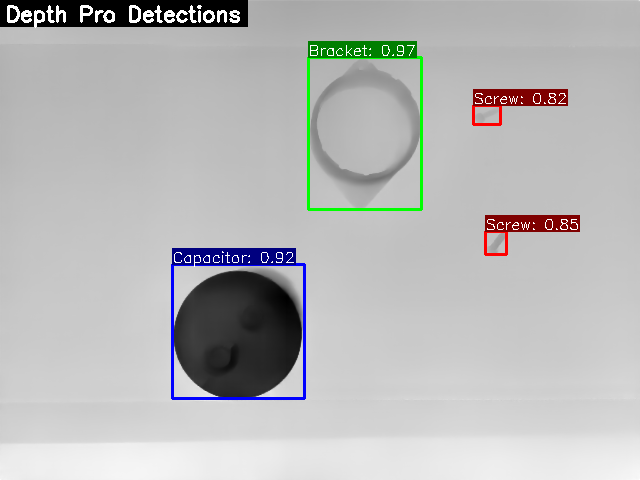 Depth Pro Detections
Bracket: 0.97
Screw: 0.82
Screw: 0.85
Capacitor: 0.92